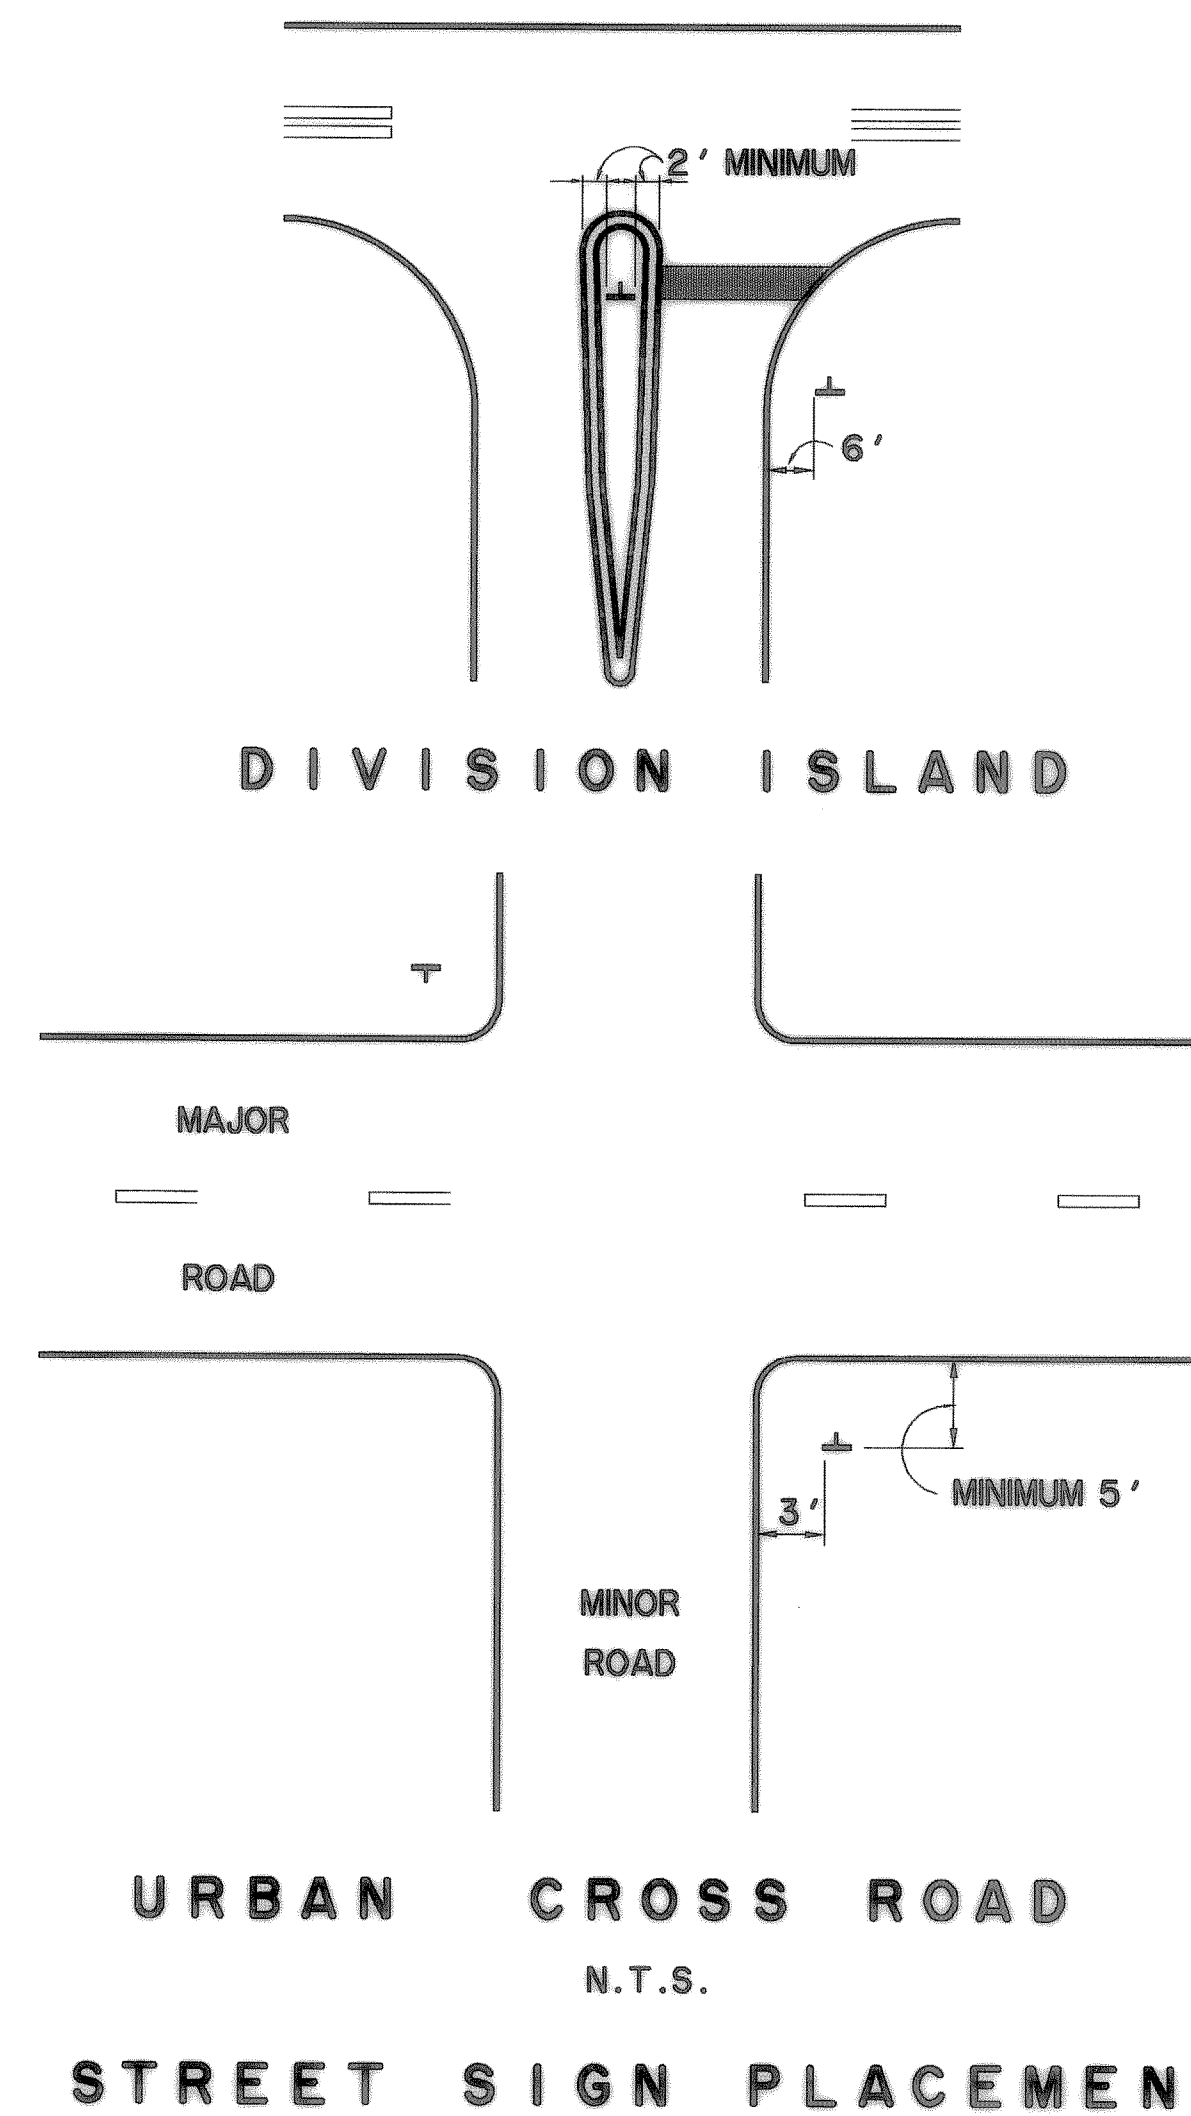 2' MINIMUM
6'
DIVISION ISLAND
MAJOR
ROAD
MINIMUM 5'
3'
MINOR
ROAD
URBAN CROSS ROAD
N.T.S.
STREET SIGN PLACEMEN